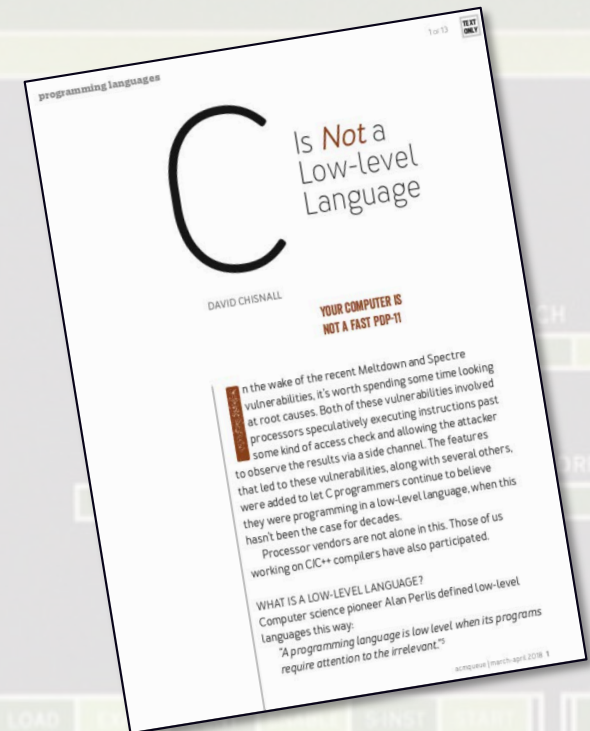 programming languages
1 of 13
TEXT
ONLY
C
Is Not a
Low-level
Language
DAVID CHISNALL
YOUR COMPUTER IS
NOT A FAST PDP-11
In the wake of the recent Meltdown and Spectre
vulnerabilities, it's worth spending some time looking
at root causes. Both of these vulnerabilities involved
processors speculatively executing instructions past
some kind of access check and allowing the attacker
to observe the results via a side channel. The features
that led to these vulnerabilities, along with several others,
were added to let C programmers continue to believe
they were programming in a low-level language, when this
hasn't been the case for decades.
Processor vendors are not alone in this. Those of us
working on C/C++ compilers have also participated.
WHAT IS A LOW-LEVEL LANGUAGE?
Computer science pioneer Alan Perlis defined low-level
languages this way:
"A programming language is low level when its programs
require attention to the irrelevant."5
acmqueue | march-april 2018 1
LOAD
S-INST
START